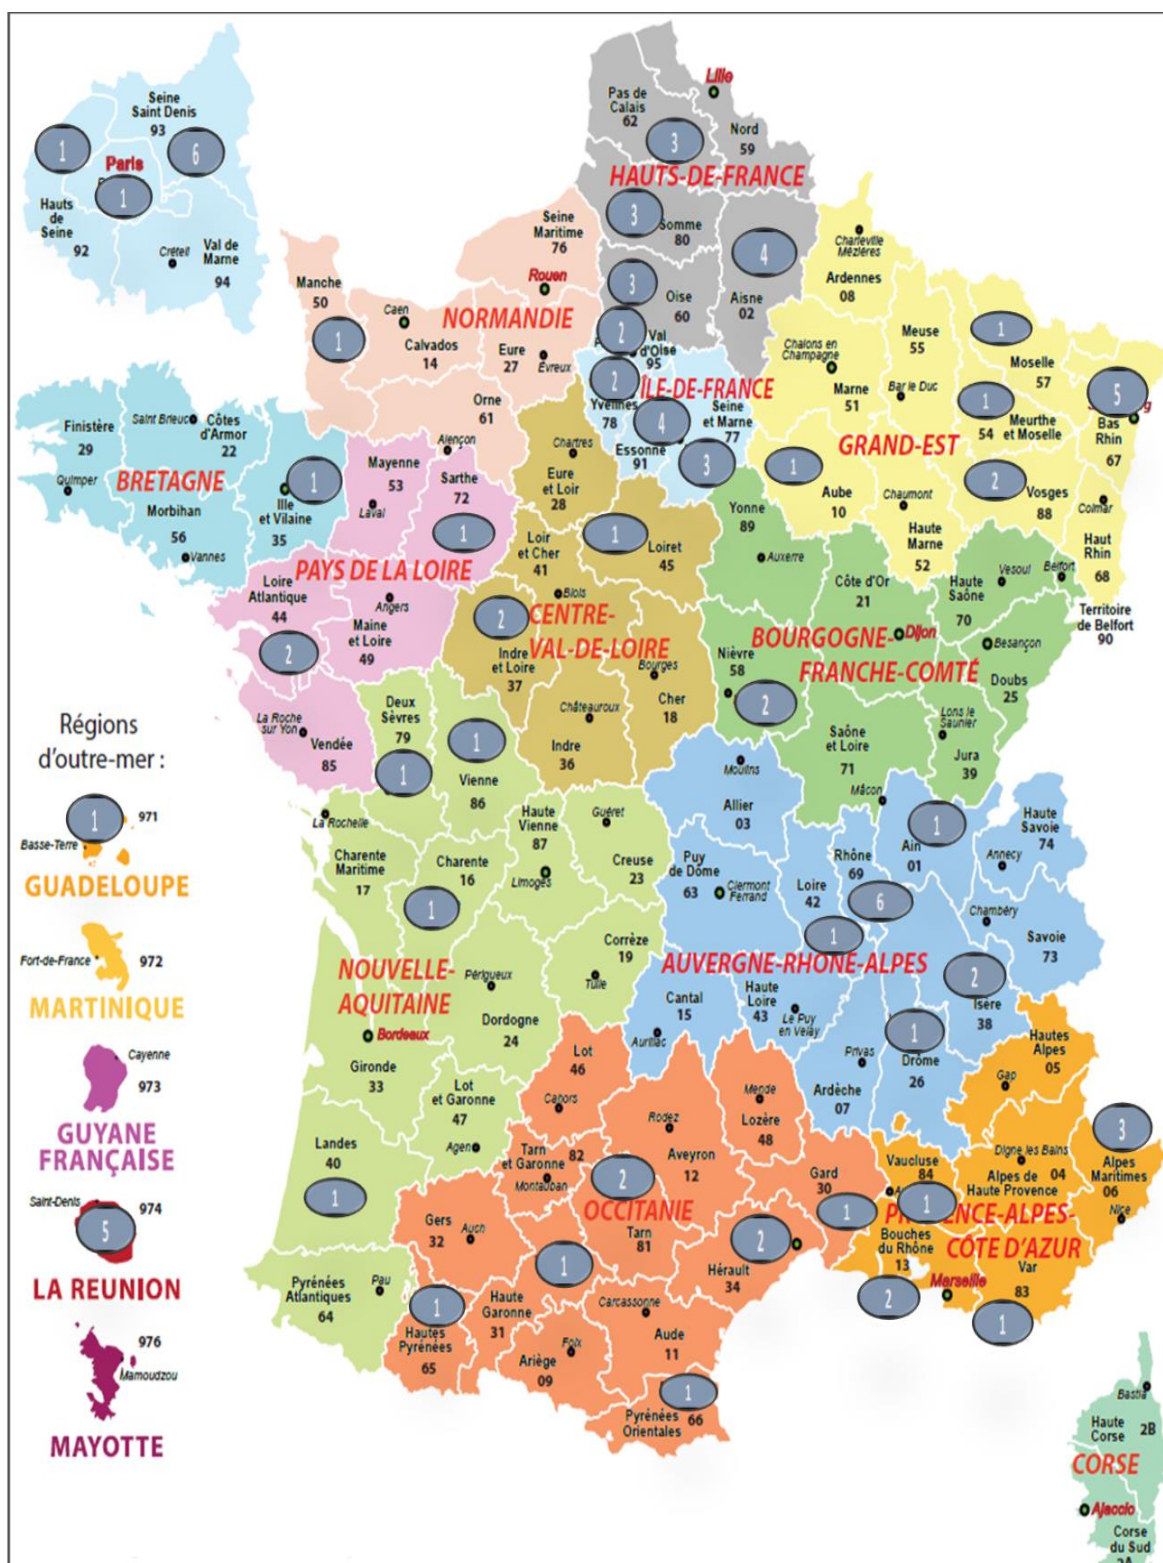 Seine
Saint Denis
93
1
6
Paris
1
Hauts
de
Seine
92
Créteil
Val de
Marne
94
Lille
Pas de
Calais
62
Nord
59
3
HAUTS-DE-FRANCE
3
Somme
80
4
3
Oise
60
Aisne
02
Seine
Maritime
76
Rouen
Manche
50
Caen
NORMANDIE
1
Calvados
14
Eure
27
Évreux
Orne
61
Alençon
Charleville
Mézières
Ardennes
08
Meuse
55
1
Moselle
57
Chalons en
Champagne
Marne
51
Bar le Duc
1
54
Meurthe
et Moselle
5
Bas
Rhin
67
GRAND-EST
1
Aube
10
Chaumont
Haute
Marne
52
2
Vosges
88
Colmar
Haut
Rhin
68
2
Val
d'Oise
95
2
ÎLE-DE-FRANCE
Yvelines
78
4
Seine
et Marne
77
Essonne
91
3
Finistère
29
Saint Brieuc
Côtes
d'Armor
22
Quimper
BRETAGNE
Morbihan
56
Vannes
1
Ille
et Vilaine
35
Mayenne
53
Laval
Sarthe
72
1
PAYS DE LA LOIRE
Loire
Atlantique
44
Angers
Maine
et Loire
49
2
La Roche
sur Yon
Vendée
85
Chartres
Eure
et Loir
28
Loir
et Cher
41
1
Loiret
45
Blois
2
CENTRE-
VAL-DE-LOIRE
Indre
et Loire
37
Bourges
Châteauroux
Cher
18
Indre
36
Yonne
89
Auxerre
Côte d'Or
21
Haute
Saône
70
Vesoul
Belfort
Territoire
de Belfort
90
BOURGOGNE-
Dijon
FRANCHE-COMTÉ
Besançon
Nièvre
58
2
Doubs
25
Saône
et Loire
71
Lons le
Saunier
Jura
39
Mâcon
Deux
Sèvres
79
1
1
Vienne
86
La Rochelle
Haute
Vienne
87
Guéret
Charente
Maritime
17
Charente
16
Limoges
Creuse
23
1
Corrèze
19
Tulle
NOUVELLE-
AQUITAINE
Périgueux
Bordeaux
Dordogne
24
Gironde
33
Lot
et Garonne
47
Agen
Landes
40
1
Pyrénées
Atlantiques
64
Pau
Moulins
Allier
03
1
Ain
01
Haute
Savoie
74
Annecy
Puy
de Dôme
63
Clermont
Ferrand
Loire
42
Rhône
69
6
Chambéry
Savoie
73
1
AUVERGNE-RHÔNE-ALPES
2
Isère
38
Cantal
15
Aurillac
Haute
Loire
43
Le Puy
en Velay
1
Drôme
26
Privas
Ardèche
07
Lot
46
Cahors
Mende
Lozère
48
Rodez
Aveyron
12
Tarn
et Garonne
82
Montauban
2
OCCITANIE
Gard
30
1
Gers
32
Auch
Tarn
81
1
2
Hérault
34
1
Haute
Garonne
31
Carcassonne
Hautes
Pyrénées
65
Foix
Ariège
09
Aude
11
1
Pyrénées
Orientales
66
Hautes
Alpes
05
Gap
3
Vaucluse
84
Digne les Bains
Alpes de
Haute Provence
04
Alpes
Maritimes
06
1
Nice
ALPES-
CÔTE D'AZUR
Bouches
du Rhône
13
Marseille
Var
83
2
1
Bastia
Haute
Corse
2B
CORSE
Ajaccio
Corse
du Sud
2A
Régions
d'outre-mer :
1
971
Basse-Terre
GUADELOUPE
Fort-de-France
972
MARTINIQUE
Cayenne
973
GUYANE
FRANÇAISE
Saint-Denis
974
5
LA REUNION
976
Mamoudzou
MAYOTTE